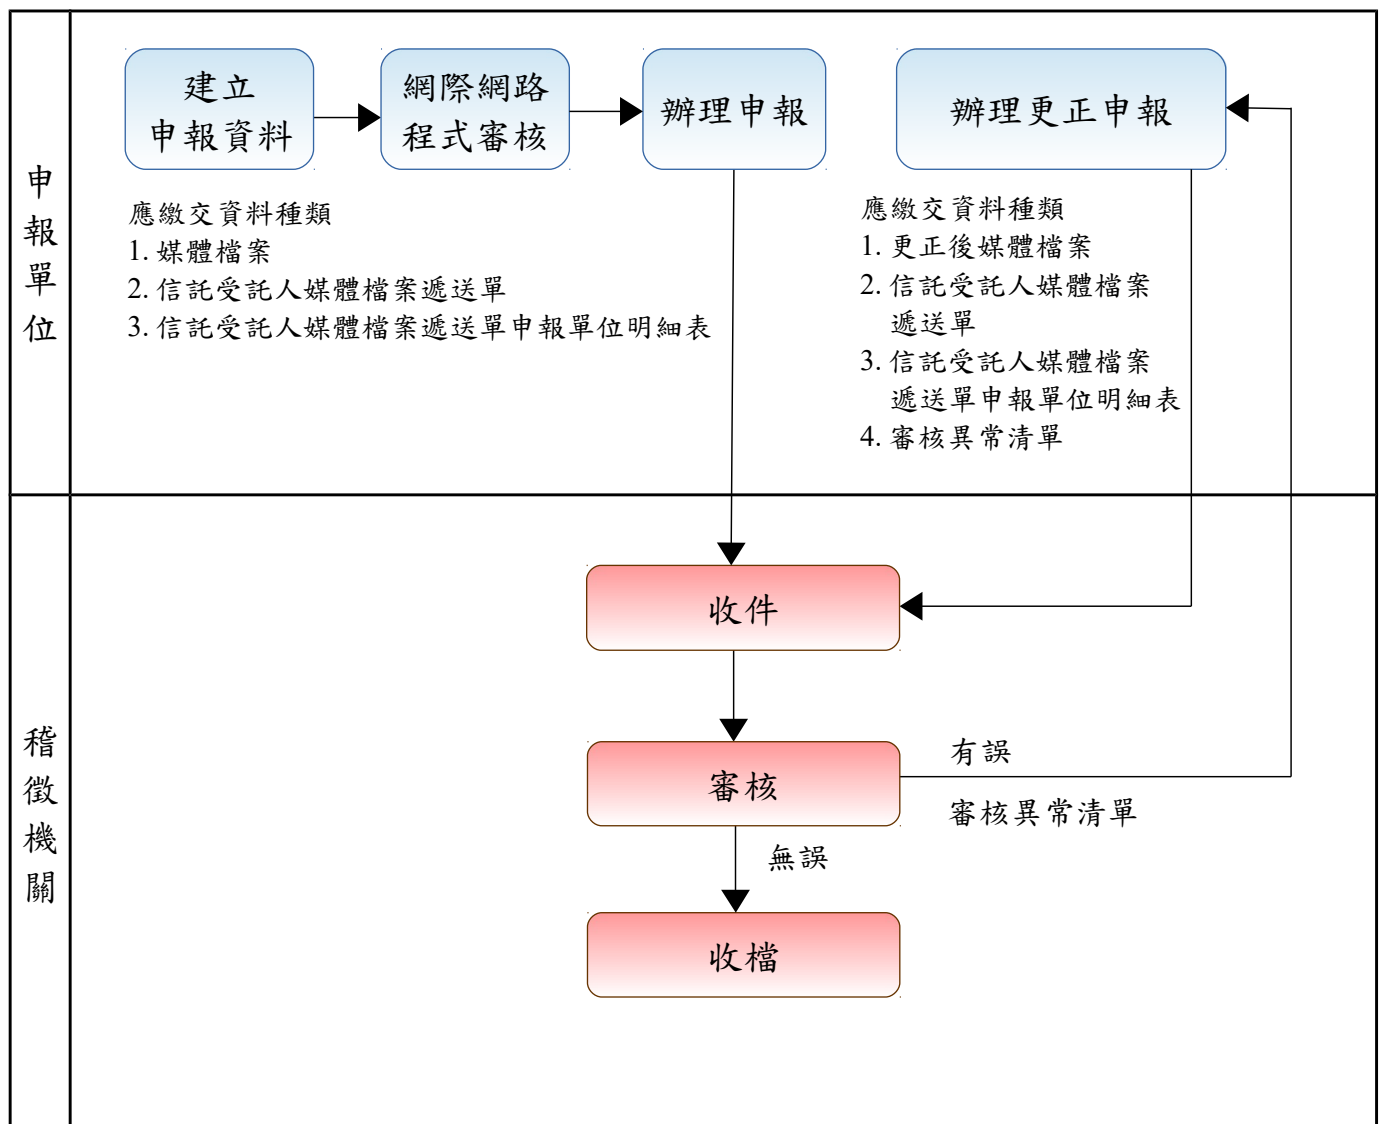 申報單位
建立
申報資料
網際網路
程式審核
辦理申報
辦理更正申報
應繳交資料種類
1. 媒體檔案
2. 信託受託人媒體檔案遞送單
3. 信託受託人媒體檔案遞送單申報單位明細表
應繳交資料種類
1. 更正後媒體檔案
2. 信託受託人媒體檔案
遞送單
3. 信託受託人媒體檔案
遞送單申報單位明細表
4. 審核異常清單
稽徵機關
收件
審核
有誤
審核異常清單
無誤
收檔